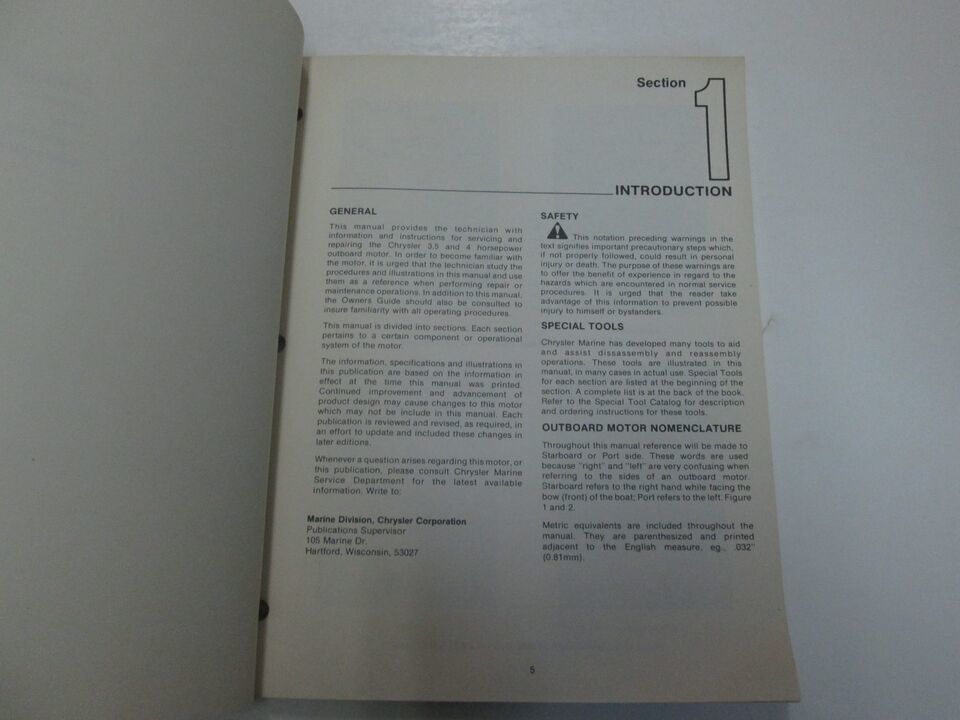 Section
1
INTRODUCTION
GENERAL
This manual provides the technician with
information and instructions for servicing and
repairing the Chrysler 3.5 and 4 horsepower
outboard motor. In order to become familiar with
the motor, it is urged that the technician study the
procedures and illustrations in this manual and use
them as a reference when performing repair or
maintenance operations. In addition to this manual,
the Owners Guide should also be consulted to
insure familiarity with all operating procedures.
This manual is divided into sections. Each section
pertains to a certain component or operational
system of the motor.
The information, specifications and illustrations in
this publication are based on the information in
effect at the time this manual was printed.
Continued improvement and advancement of
product design may cause changes to this motor
which may not be include in this manual. Each
publication is reviewed and revised, as required, in
an effort to update and included these changes in
later editions.
Whenever a question arises regarding this motor, or
this publication, please consult Chrysler Marine
Service Department for the latest available
information. Write to:
Marine Division, Chrysler Corporation
Publications Supervisor
105 Marine Dr.
Hartford, Wisconsin, 53027
SAFETY
This notation preceding warnings in the
text signifies important precautionary steps which,
if not properly followed, could result in personal
injury or death. The purpose of these warnings are
to offer the benefit of experience in regard to the
hazards which are encountered in normal service
procedures. It is urged that the reader take
advantage of this information to prevent possible
injury to himself or bystanders.
SPECIAL TOOLS
Chrysler Marine has developed many tools to aid
and assist dissassembly and reassembly
operations. These tools are illustrated in this
manual, in many cases in actual use. Special Tools
for each section are listed at the beginning of the
section. A complete list is at the back of the book.
Refer to the Special Tool Catalog for description
and ordering instructions for these tools.
OUTBOARD MOTOR NOMENCLATURE
Throughout this manual reference will be made to
Starboard or Port side. These words are used
because "right" and "left" are very confusing when
referring to the sides of an outboard motor.
Starboard refers to the right hand while facing the
bow (front) of the boat; Port refers to the left. Figure
1 and 2.
Metric equivalents are included throughout the
manual. They are parenthesized and printed
adjacent to the English measure, eg., .032"
(0.81mm).
5